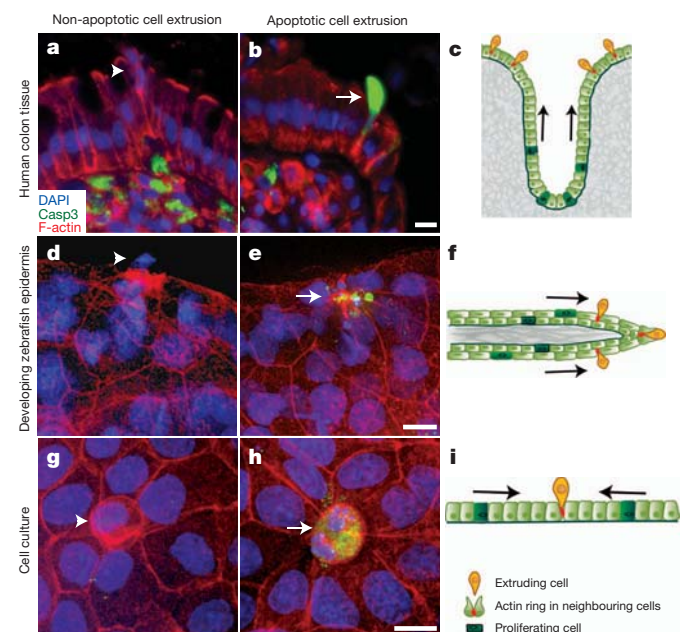 Non-apoptotic cell extrusion
Apoptotic cell extrusion
Human colon tissue
a
b
c
DAPI
Casp3
F-actin
Developing zebrafish epidermis
d
e
f
Cell culture
g
h
i
Extruding cell
Actin ring in neighbouring cells
Proliferating cell